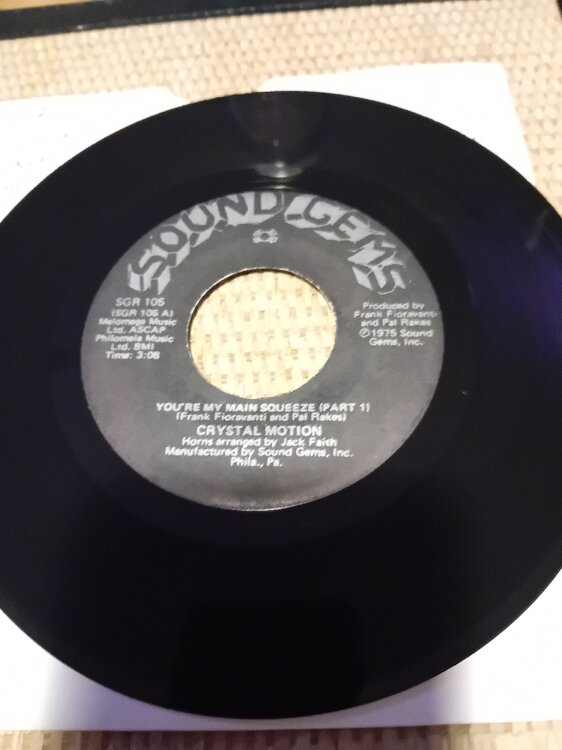 SOUND GEMS
SGR 105
(SGR 105 A)
Melomega Music
Ltd. ASCAP
Philomela Music
Ltd. BMI
Time: 3:08
Produced by
Frank Fioravanti
and Pal Rakes
℗1975 Sound
Gems, Inc.
YOU'RE MY MAIN SQUEEZE (PART 1)
(Frank Fioravanti and Pal Rakes)
CRYSTAL MOTION
Horns arranged by Jack Faith
Manufactured by Sound Gems, Inc.
Phila., Pa.